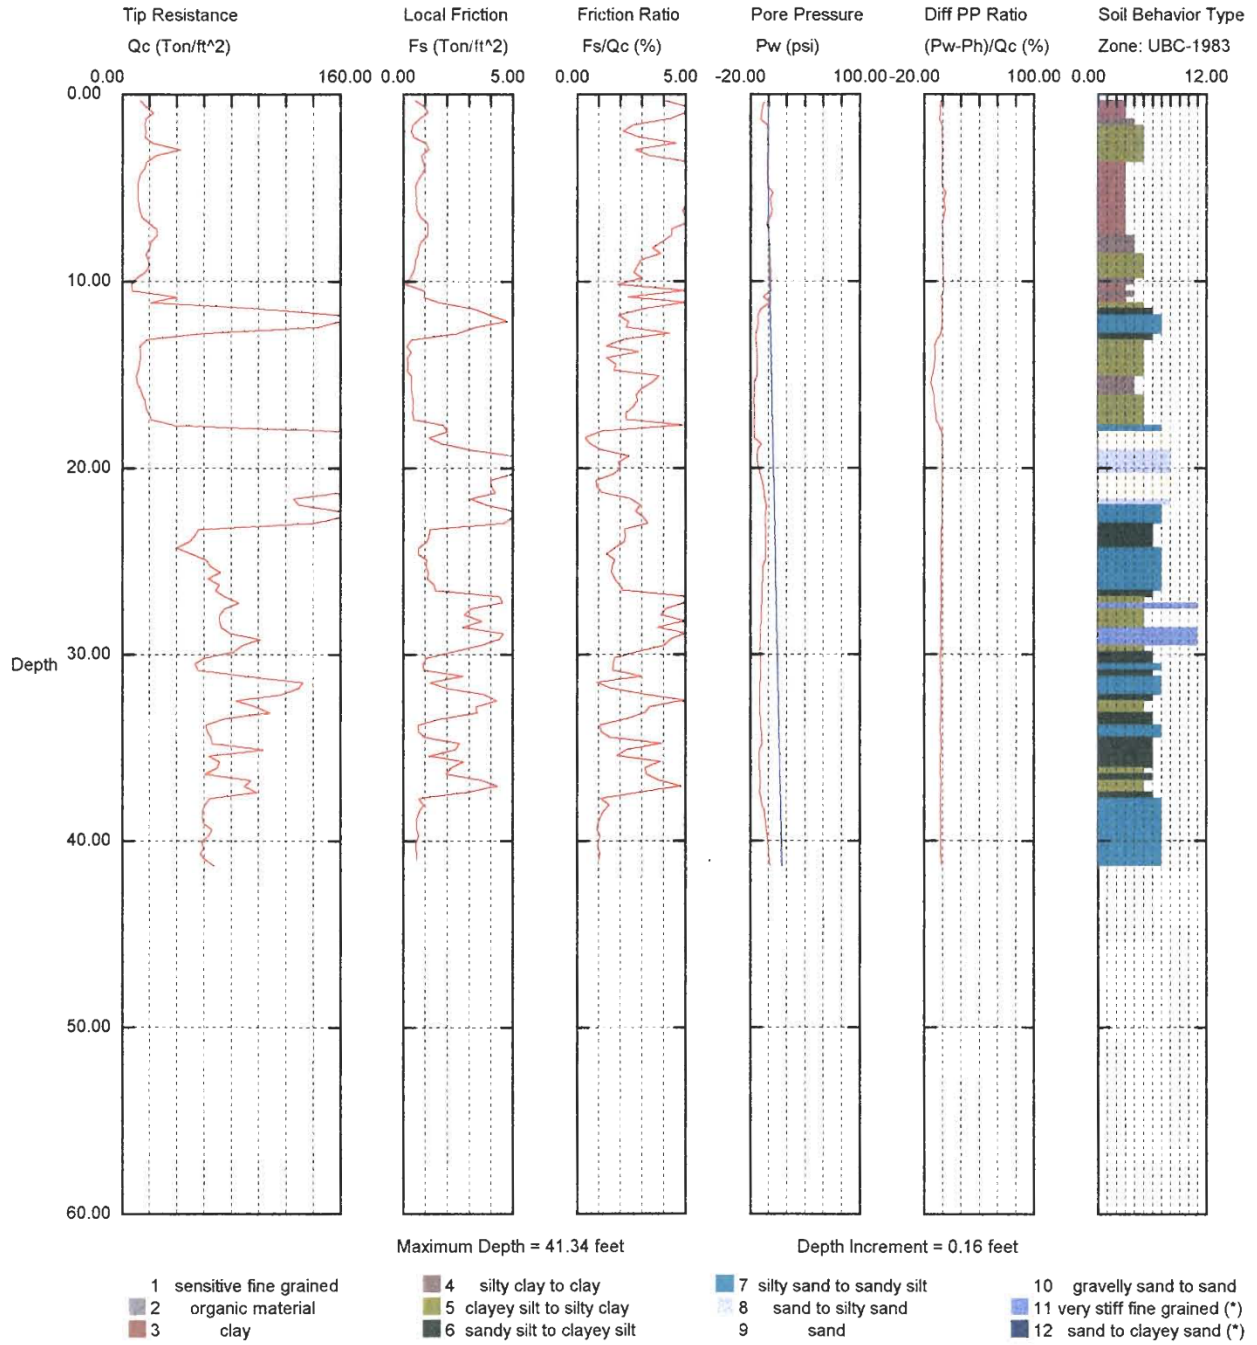 Tip Resistance Local Friction Friction Ratio Pore Pressure Diff PP Ratio Soil Behavior Type
Qc (Ton/ft^2) Fs (Ton/ft^2) Fs/Qc (%) Pw (psi) (Pw-Ph)/Qc (%) Zone: UBC-1983
0.00 160.00 0.00 5.00 0.00 5.00 -20.00 100.00 -20.00 100.00 0.00 12.00
0.00
10.00
20.00
30.00
Depth
40.00
50.00
60.00
Maximum Depth = 41.34 feet Depth Increment = 0.16 feet
1 sensitive fine grained 4 silty clay to clay 7 silty sand to sandy silt 10 gravelly sand to sand
2 organic material 5 clayey silt to silty clay 8 sand to silty sand 11 very stiff fine grained (*)
3 clay 6 sandy silt to clayey silt 9 sand 12 sand to clayey sand (*)